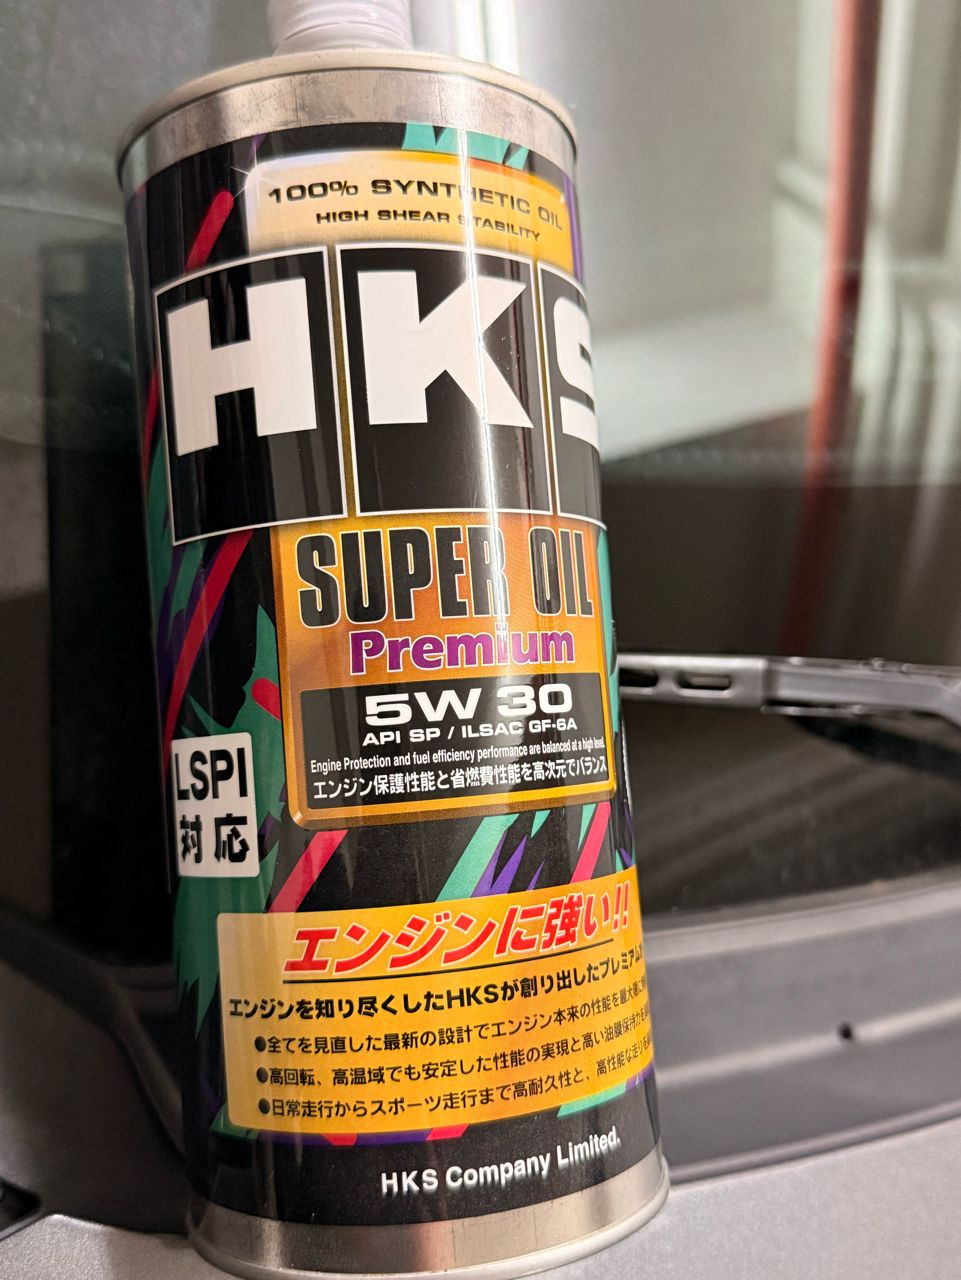 100% SYNTHETIC OIL
HIGH SHEAR STABILITY
HKS
SUPER OIL
Premium
5W 30
API SP / ILSAC GF-6A
Engine Protection and fuel efficiency performance are balanced at a high level.
エンジン保護性能と省燃費性能を高次元でバランス
LSPI
対応
エンジンに強い!!
エンジンを知り尽くしたHKSが創り出したプレミアム
●全てを見直した最新の設計でエンジン本来の性能を最大限に
●高回転、高温域でも安定した性能の実現と高い油膜保持力を
●日常走行からスポーツ走行まで高耐久性と、高性能な走りを
HKS Company Limited.